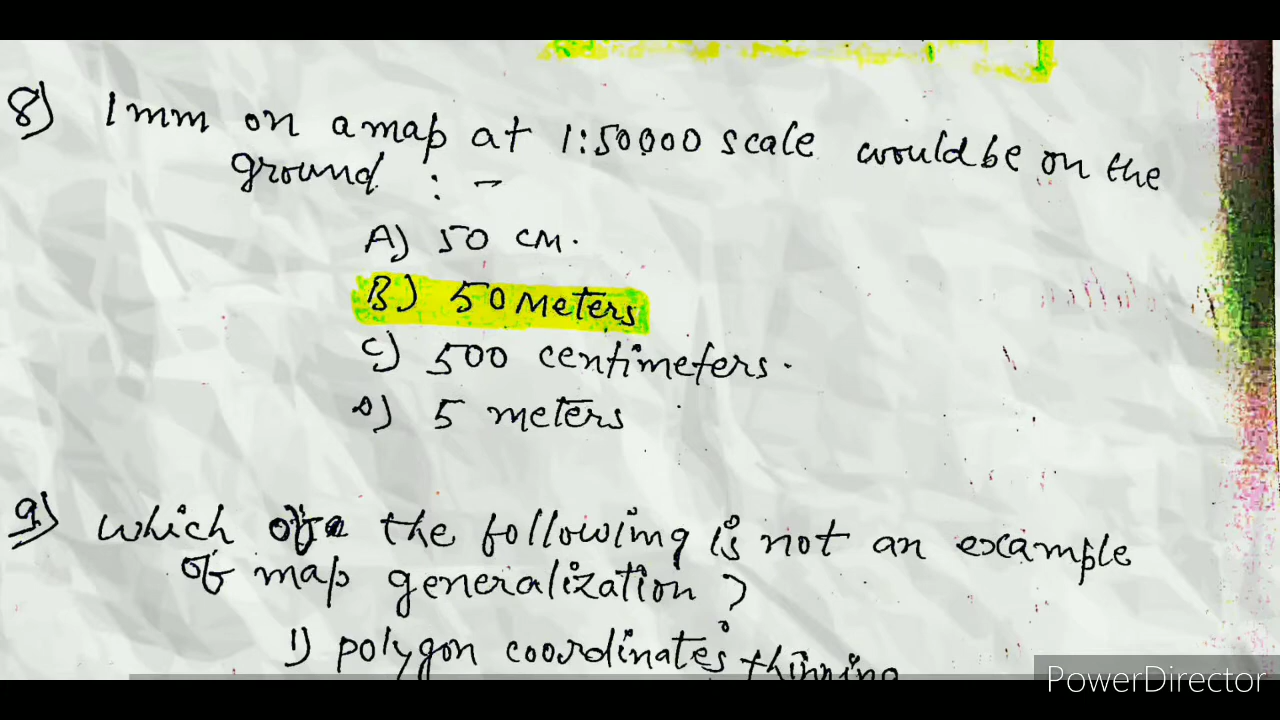 8) 1mm on a map at 1:50000 scale would be on the
ground : -
A) 50 cm.
B) 50 Meters
C) 500 centimeters.
D) 5 meters
9) Which of the following is not an example
of map generalization ?
1) polygon coordinates thinning
PowerDirector